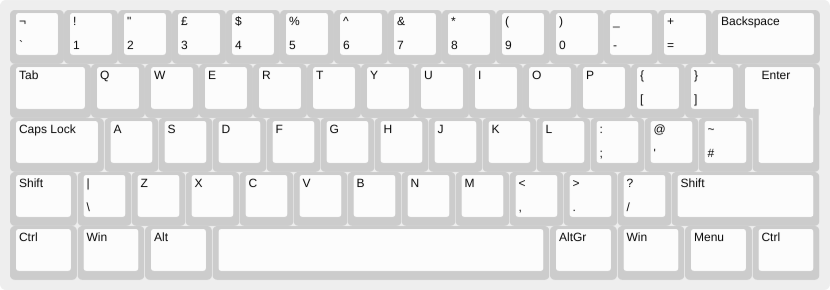 ¬ ! " £ $ % ^ & * ( ) _ + Backspace
` 1 2 3 4 5 6 7 8 9 0 - =
Tab Q W E R T Y U I O P { } Enter
[ ]
Caps Lock A S D F G H J K L : @ ~
; ' #
Shift | Z X C V B N M < > ? Shift
\ , . /
Ctrl Win Alt AltGr Win Menu Ctrl